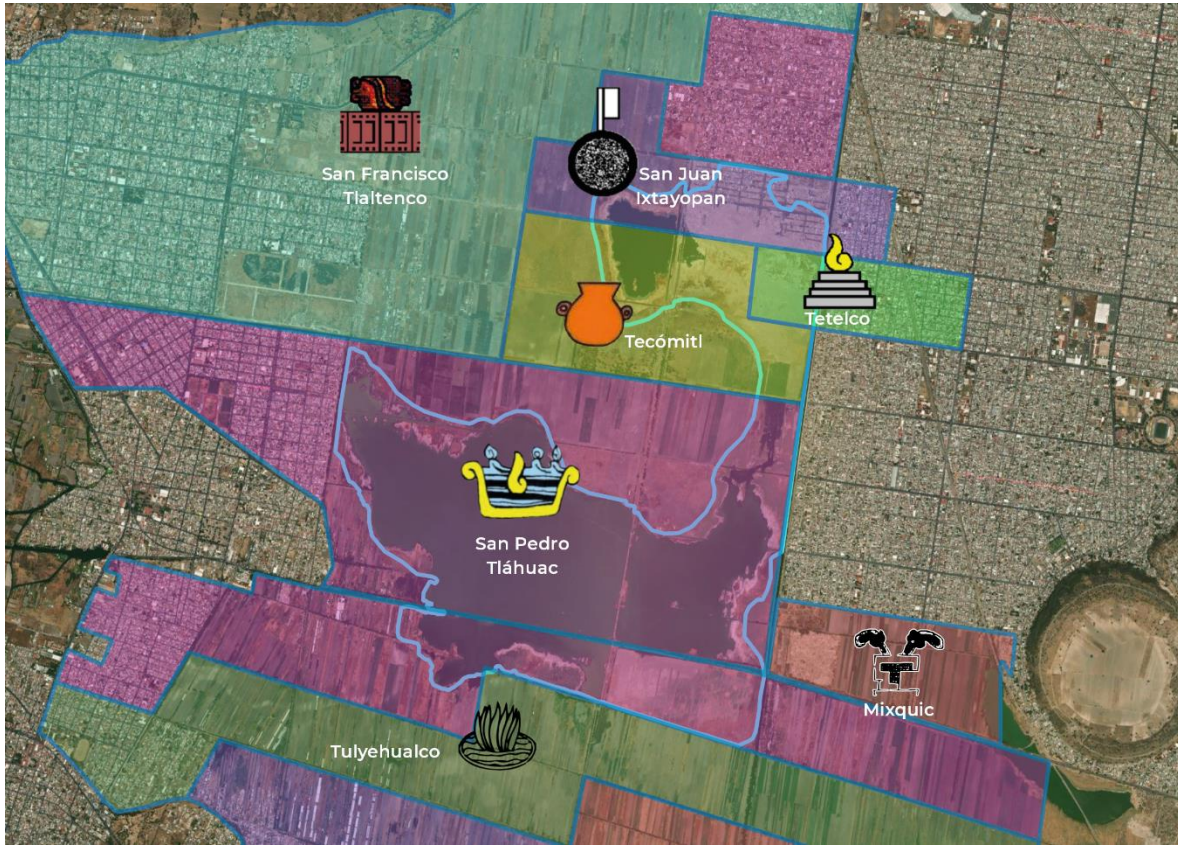 San Francisco
Tlaltenco
San Juan
Ixtayopan
Tetelco
Tecómitl
San Pedro
Tláhuac
Mixquic
Tulyehualco